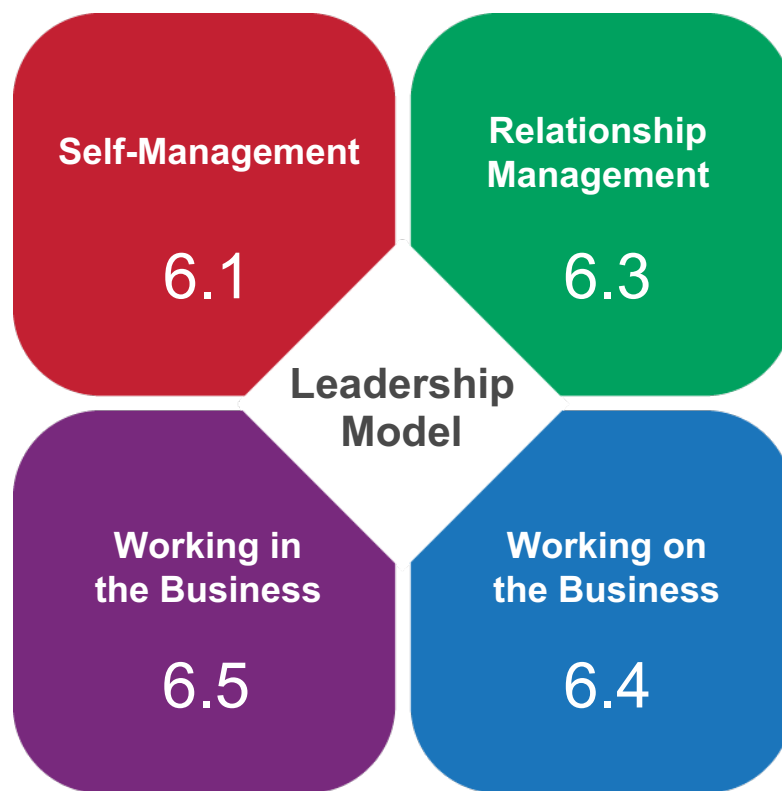 Self-Management
6.1
Relationship
Management
6.3
Leadership
Model
Working in
the Business
6.5
Working on
the Business
6.4